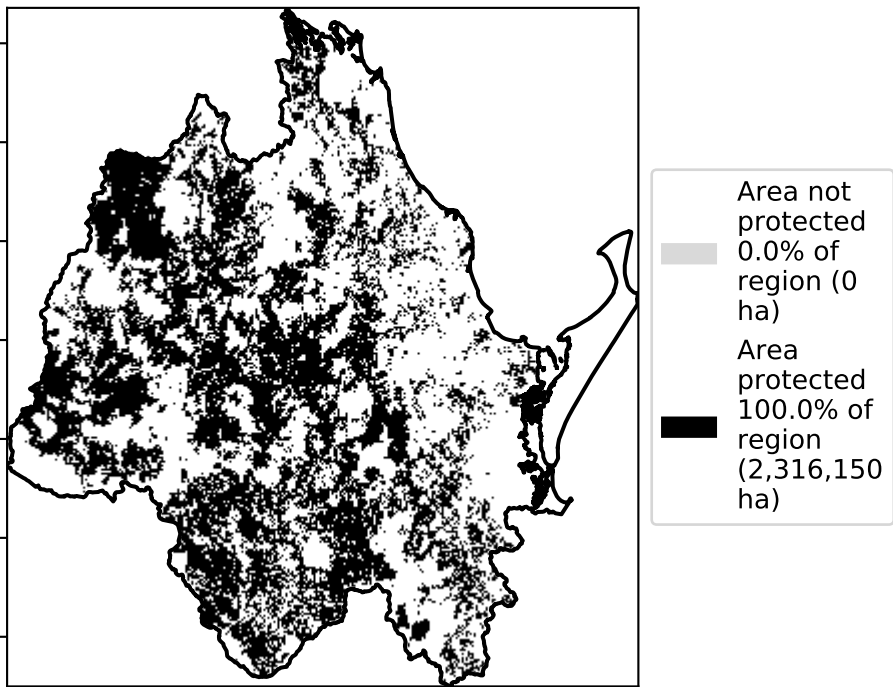 Area not
protected
0.0% of
region (0
ha)
Area
protected
100.0% of
region
(2,316,150
ha)